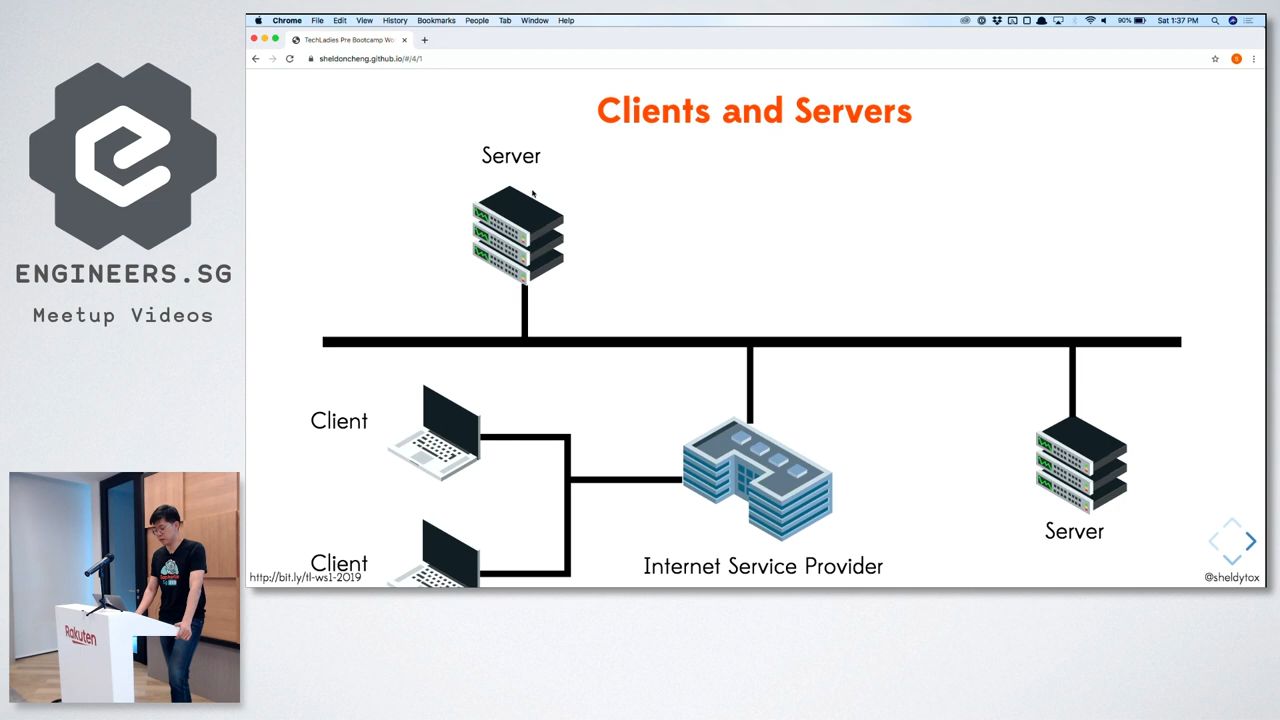 ENGINEERS.SG
Meetup Videos
Rakuten
Chrome File Edit View History Bookmarks People Tab Window Help
90% Sat 1:37 PM
TechLadies Pre Bootcamp Wo
sheldoncheng.github.io/#/4/1
S
Clients and Servers
Server
Client
Client
Internet Service Provider
Server
http://bit.ly/tl-ws1-2019
@sheldytox